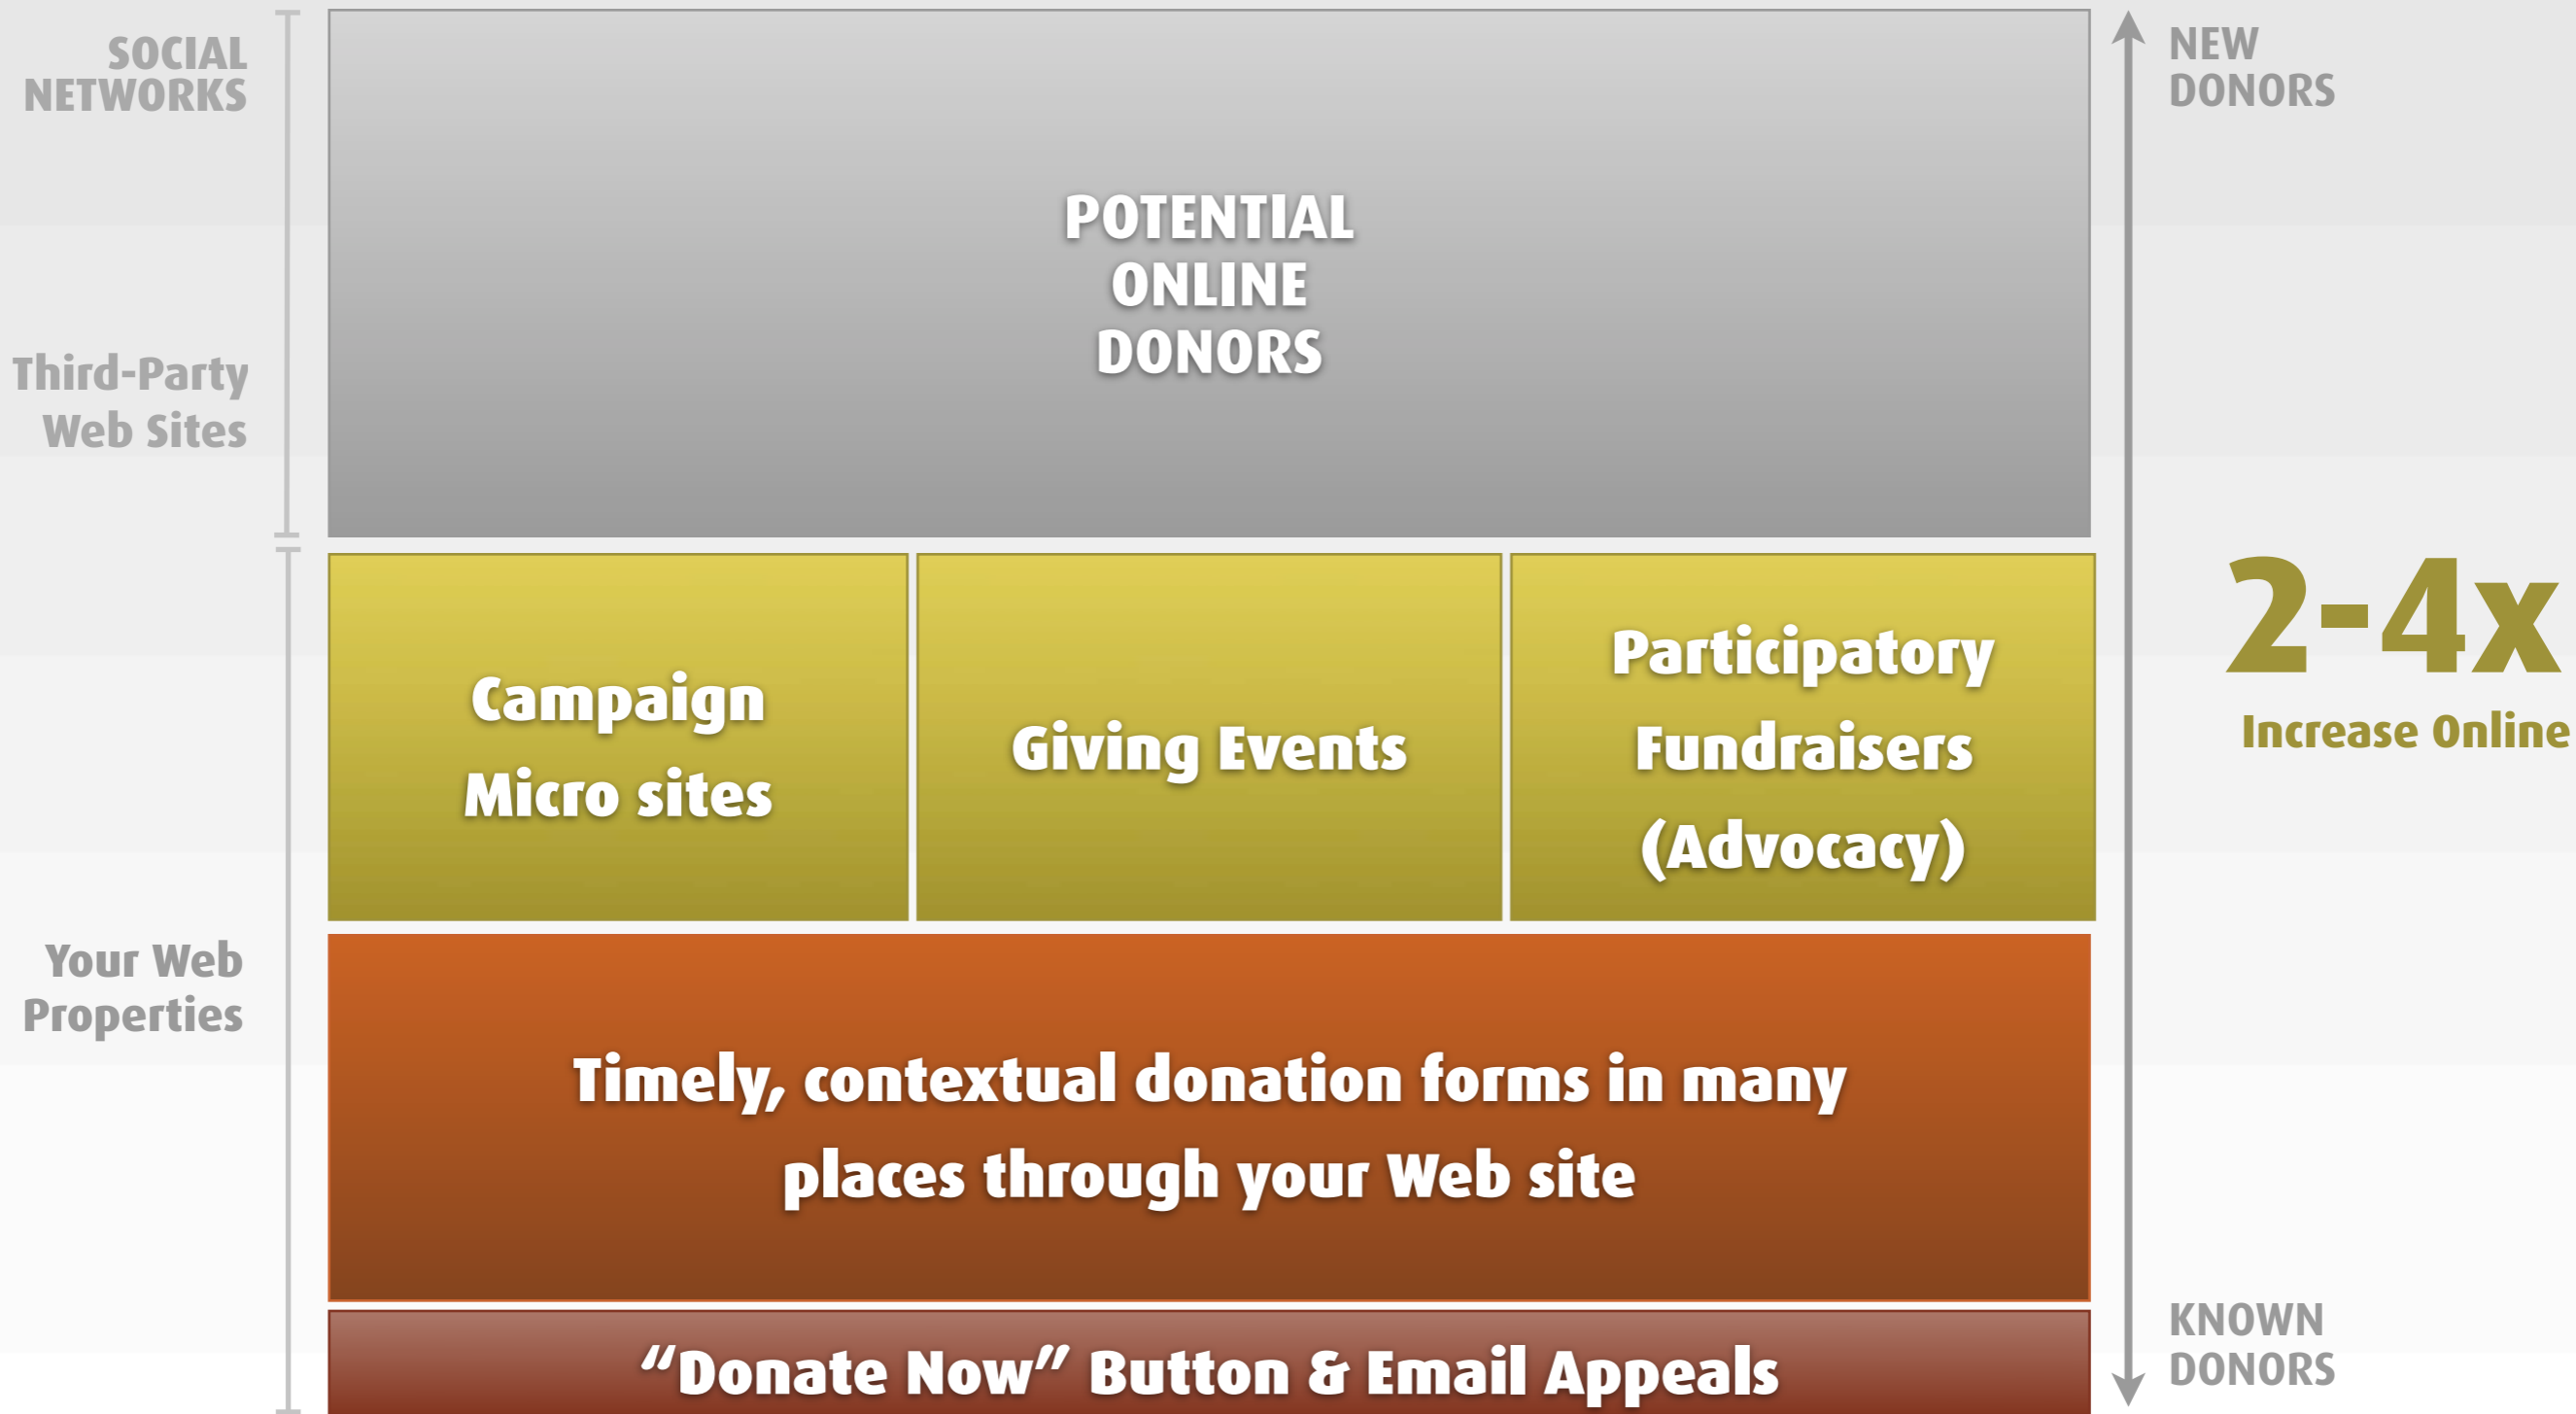 SOCIAL
NETWORKS
Third-Party
Web Sites
Your Web
Properties
POTENTIAL
ONLINE
DONORS
Campaign
Micro sites
Giving Events
Participatory
Fundraisers
(Advocacy)
Timely, contextual donation forms in many
places through your Web site
“Donate Now” Button & Email Appeals
NEW
DONORS
2-4x
Increase Online
KNOWN
DONORS